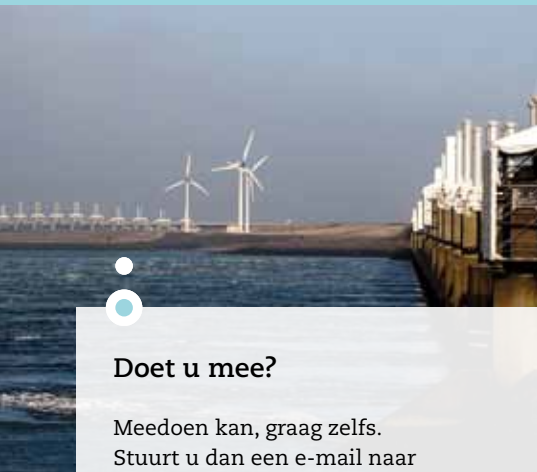 Doet u mee?
Meedoen kan, graag zelfs.
Stuurt u dan een e-mail naar